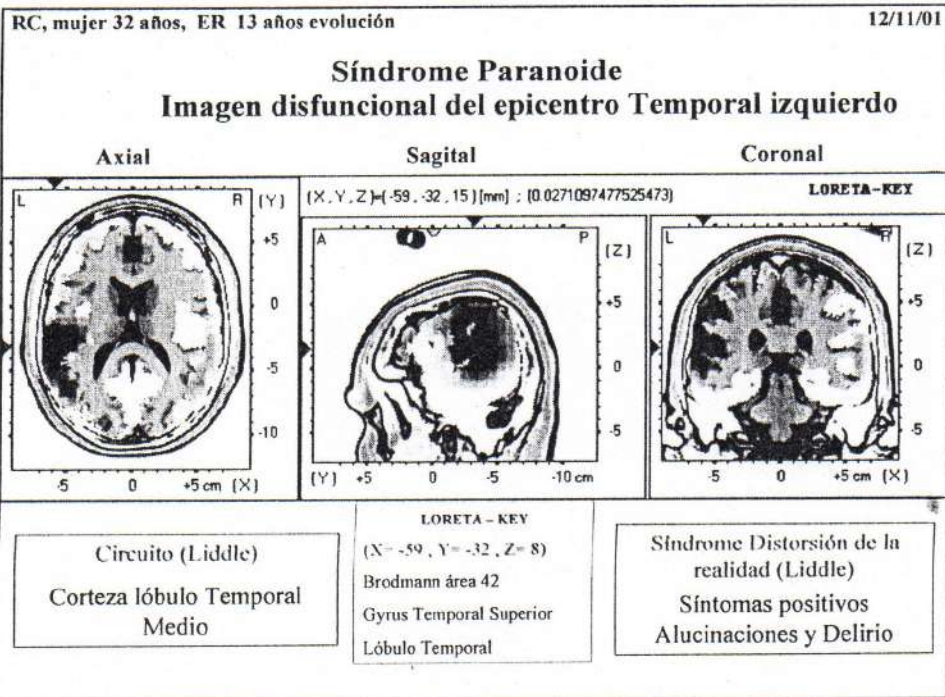 RC, mujer 32 años, ER 13 años evolución
12/11/01
Síndrome Paranoide
Imagen disfuncional del epicentro Temporal izquierdo
Axial
Sagital
Coronal
L R (Y)
+5
0
-5
-10
-5 0 +5 cm (X)
(X, Y, Z)=(-59, -32, 15) [mm] ; (0.0271097477525473)
LORETA-KEY
A P (Z)
+5
0
-5
(Y) +5 0 -5 -10 cm
L R (Z)
+5
0
-5
-5 0 +5 cm (X)
Circuito (Liddle)
Corteza lóbulo Temporal
Medio
LORETA – KEY
(X= -59 , Y= -32, Z= 8)
Brodmann área 42
Gyrus Temporal Superior
Lóbulo Temporal
Síndrome Distorsión de la
realidad (Liddle)
Síntomas positivos
Alucinaciones y Delirio